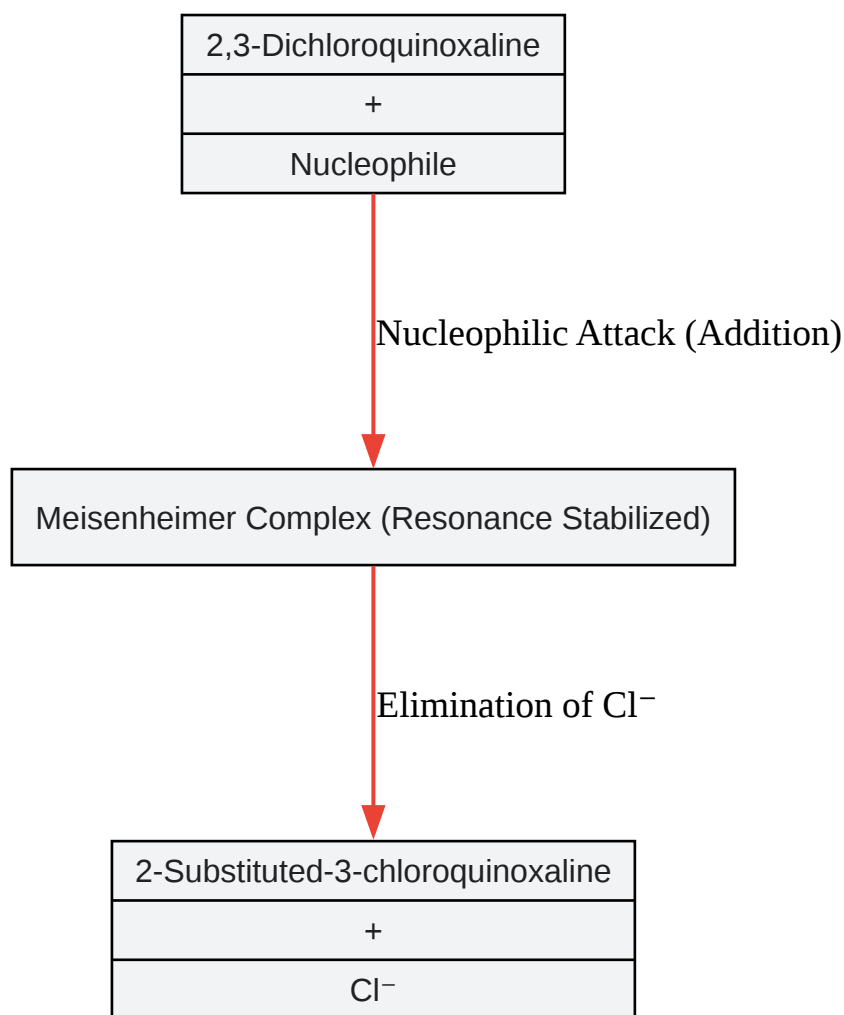 2,3-Dichloroquinoxaline
+
Nucleophile
Nucleophilic Attack (Addition)
Meisenheimer Complex (Resonance Stabilized)
Elimination of Cl⁻
2-Substituted-3-chloroquinoxaline
+
Cl⁻